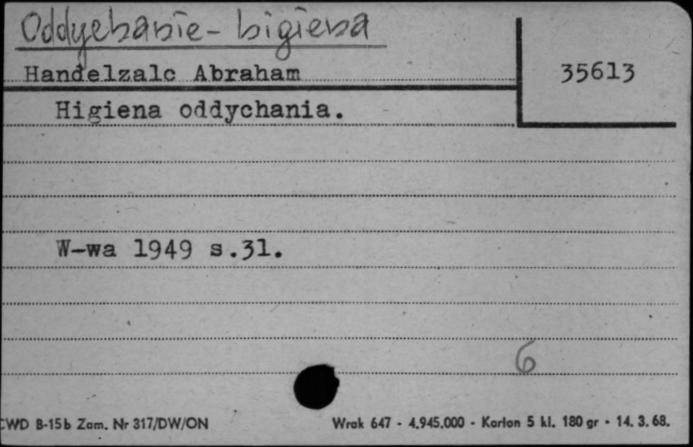 Oddychanie - higiena
Handelzalc Abraham
35613
Higiena oddychania.
W-wa 1949 s.31.
6
CWD B-15b Zam. Nr 317/DW/ON
Wrak 647 - 4.945.000 - Karton 5 kl. 180 gr - 14. 3. 68.